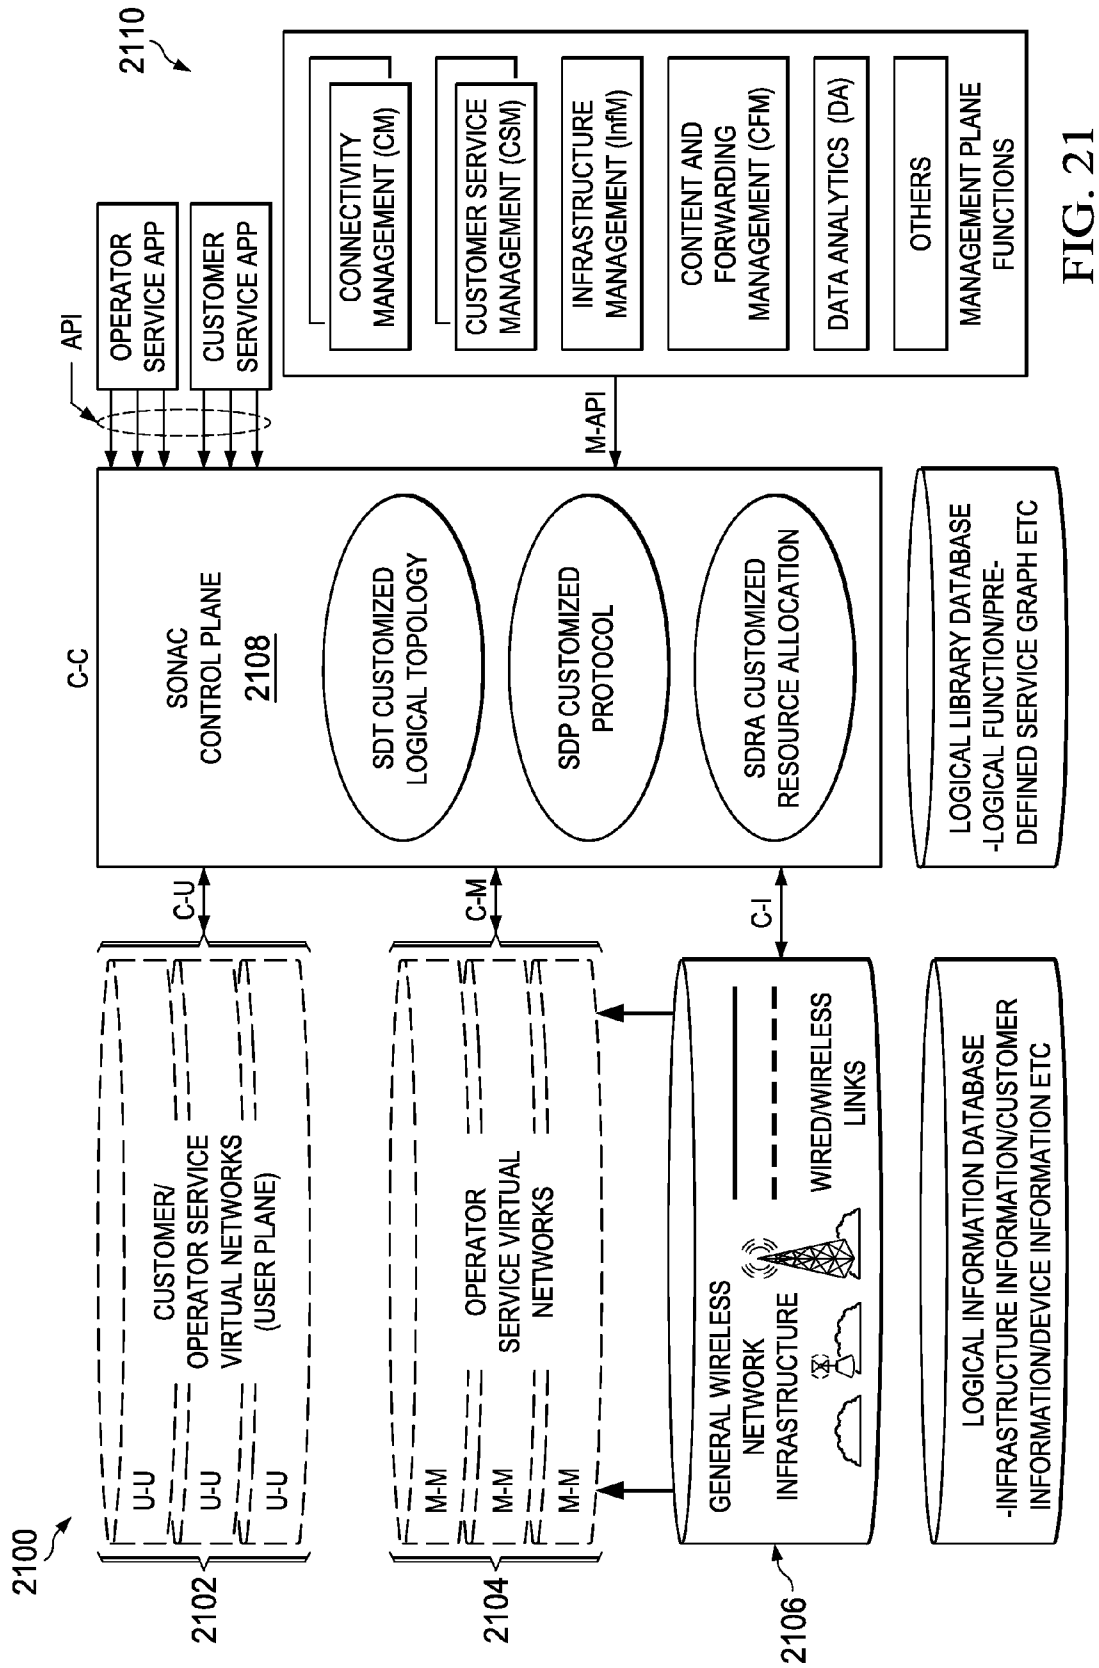 2100
2102
CUSTOMER/
OPERATOR SERVICE
VIRTUAL NETWORKS
(USER PLANE)
U-U
U-U
U-U
2104
OPERATOR
SERVICE VIRTUAL
NETWORKS
M-M
M-M
M-M
2106
GENERAL WIRELESS
NETWORK
INFRASTRUCTURE
WIRED/WIRELESS
LINKS
LOGICAL INFORMATION DATABASE
-INFRASTRUCTURE INFORMATION/CUSTOMER
INFORMATION/DEVICE INFORMATION ETC
C-U
C-M
C-I
C-C
SONAC
CONTROL PLANE
2108
SDT CUSTOMIZED
LOGICAL TOPOLOGY
SDP CUSTOMIZED
PROTOCOL
SDRA CUSTOMIZED
RESOURCE ALLOCATION
LOGICAL LIBRARY DATABASE
-LOGICAL FUNCTION/PRE-
DEFINED SERVICE GRAPH ETC
API
M-API
OPERATOR
SERVICE APP
CUSTOMER
SERVICE APP
2110
CONNECTIVITY
MANAGEMENT (CM)
CUSTOMER SERVICE
MANAGEMENT (CSM)
INFRASTRUCTURE
MANAGEMENT (InfM)
CONTENT AND
FORWARDING
MANAGEMENT (CFM)
DATA ANALYTICS (DA)
OTHERS
MANAGEMENT PLANE
FUNCTIONS
FIG. 21